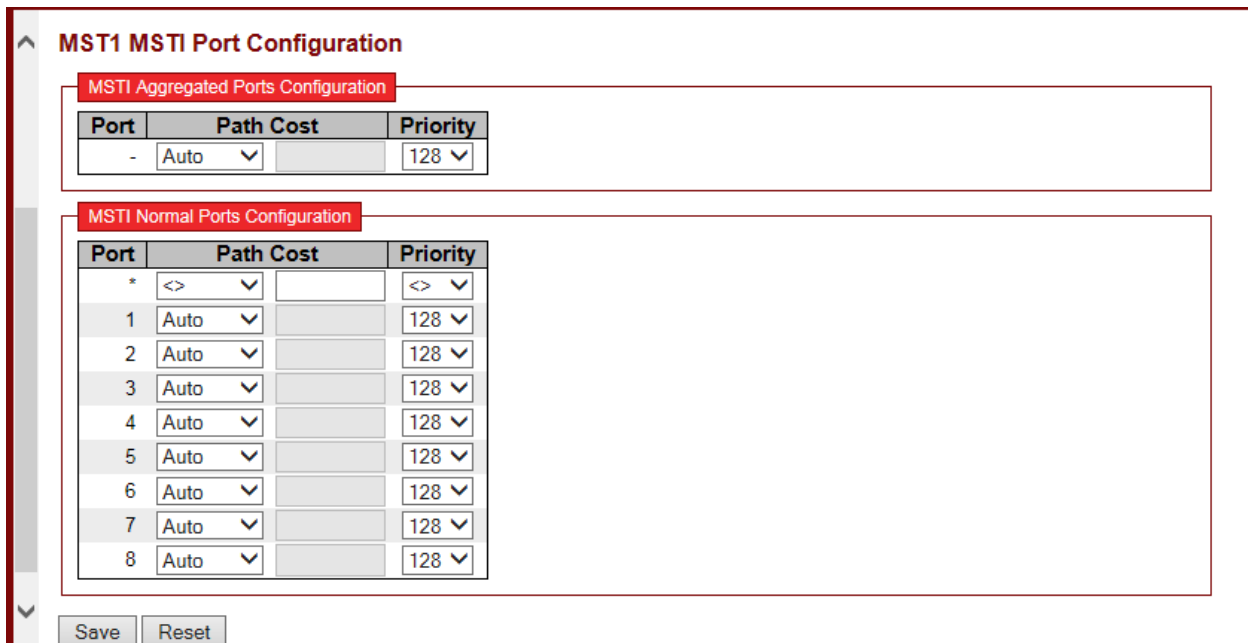 MST1 MSTI Port Configuration
MSTI Aggregated Ports Configuration
Port Path Cost Priority
- Auto 128
MSTI Normal Ports Configuration
Port Path Cost Priority
* <> <>
1 Auto 128
2 Auto 128
3 Auto 128
4 Auto 128
5 Auto 128
6 Auto 128
7 Auto 128
8 Auto 128
Save Reset